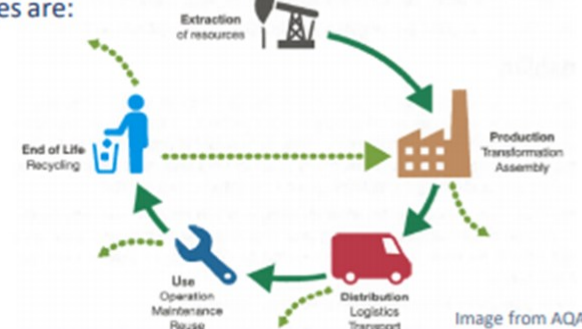 es are:
Extraction
of resources
Production
Transformation
Assembly
End of Life
Recycling
Use
Operation
Maintenance
Reuse
Distribution
Logistics
Transport
Image from AQA